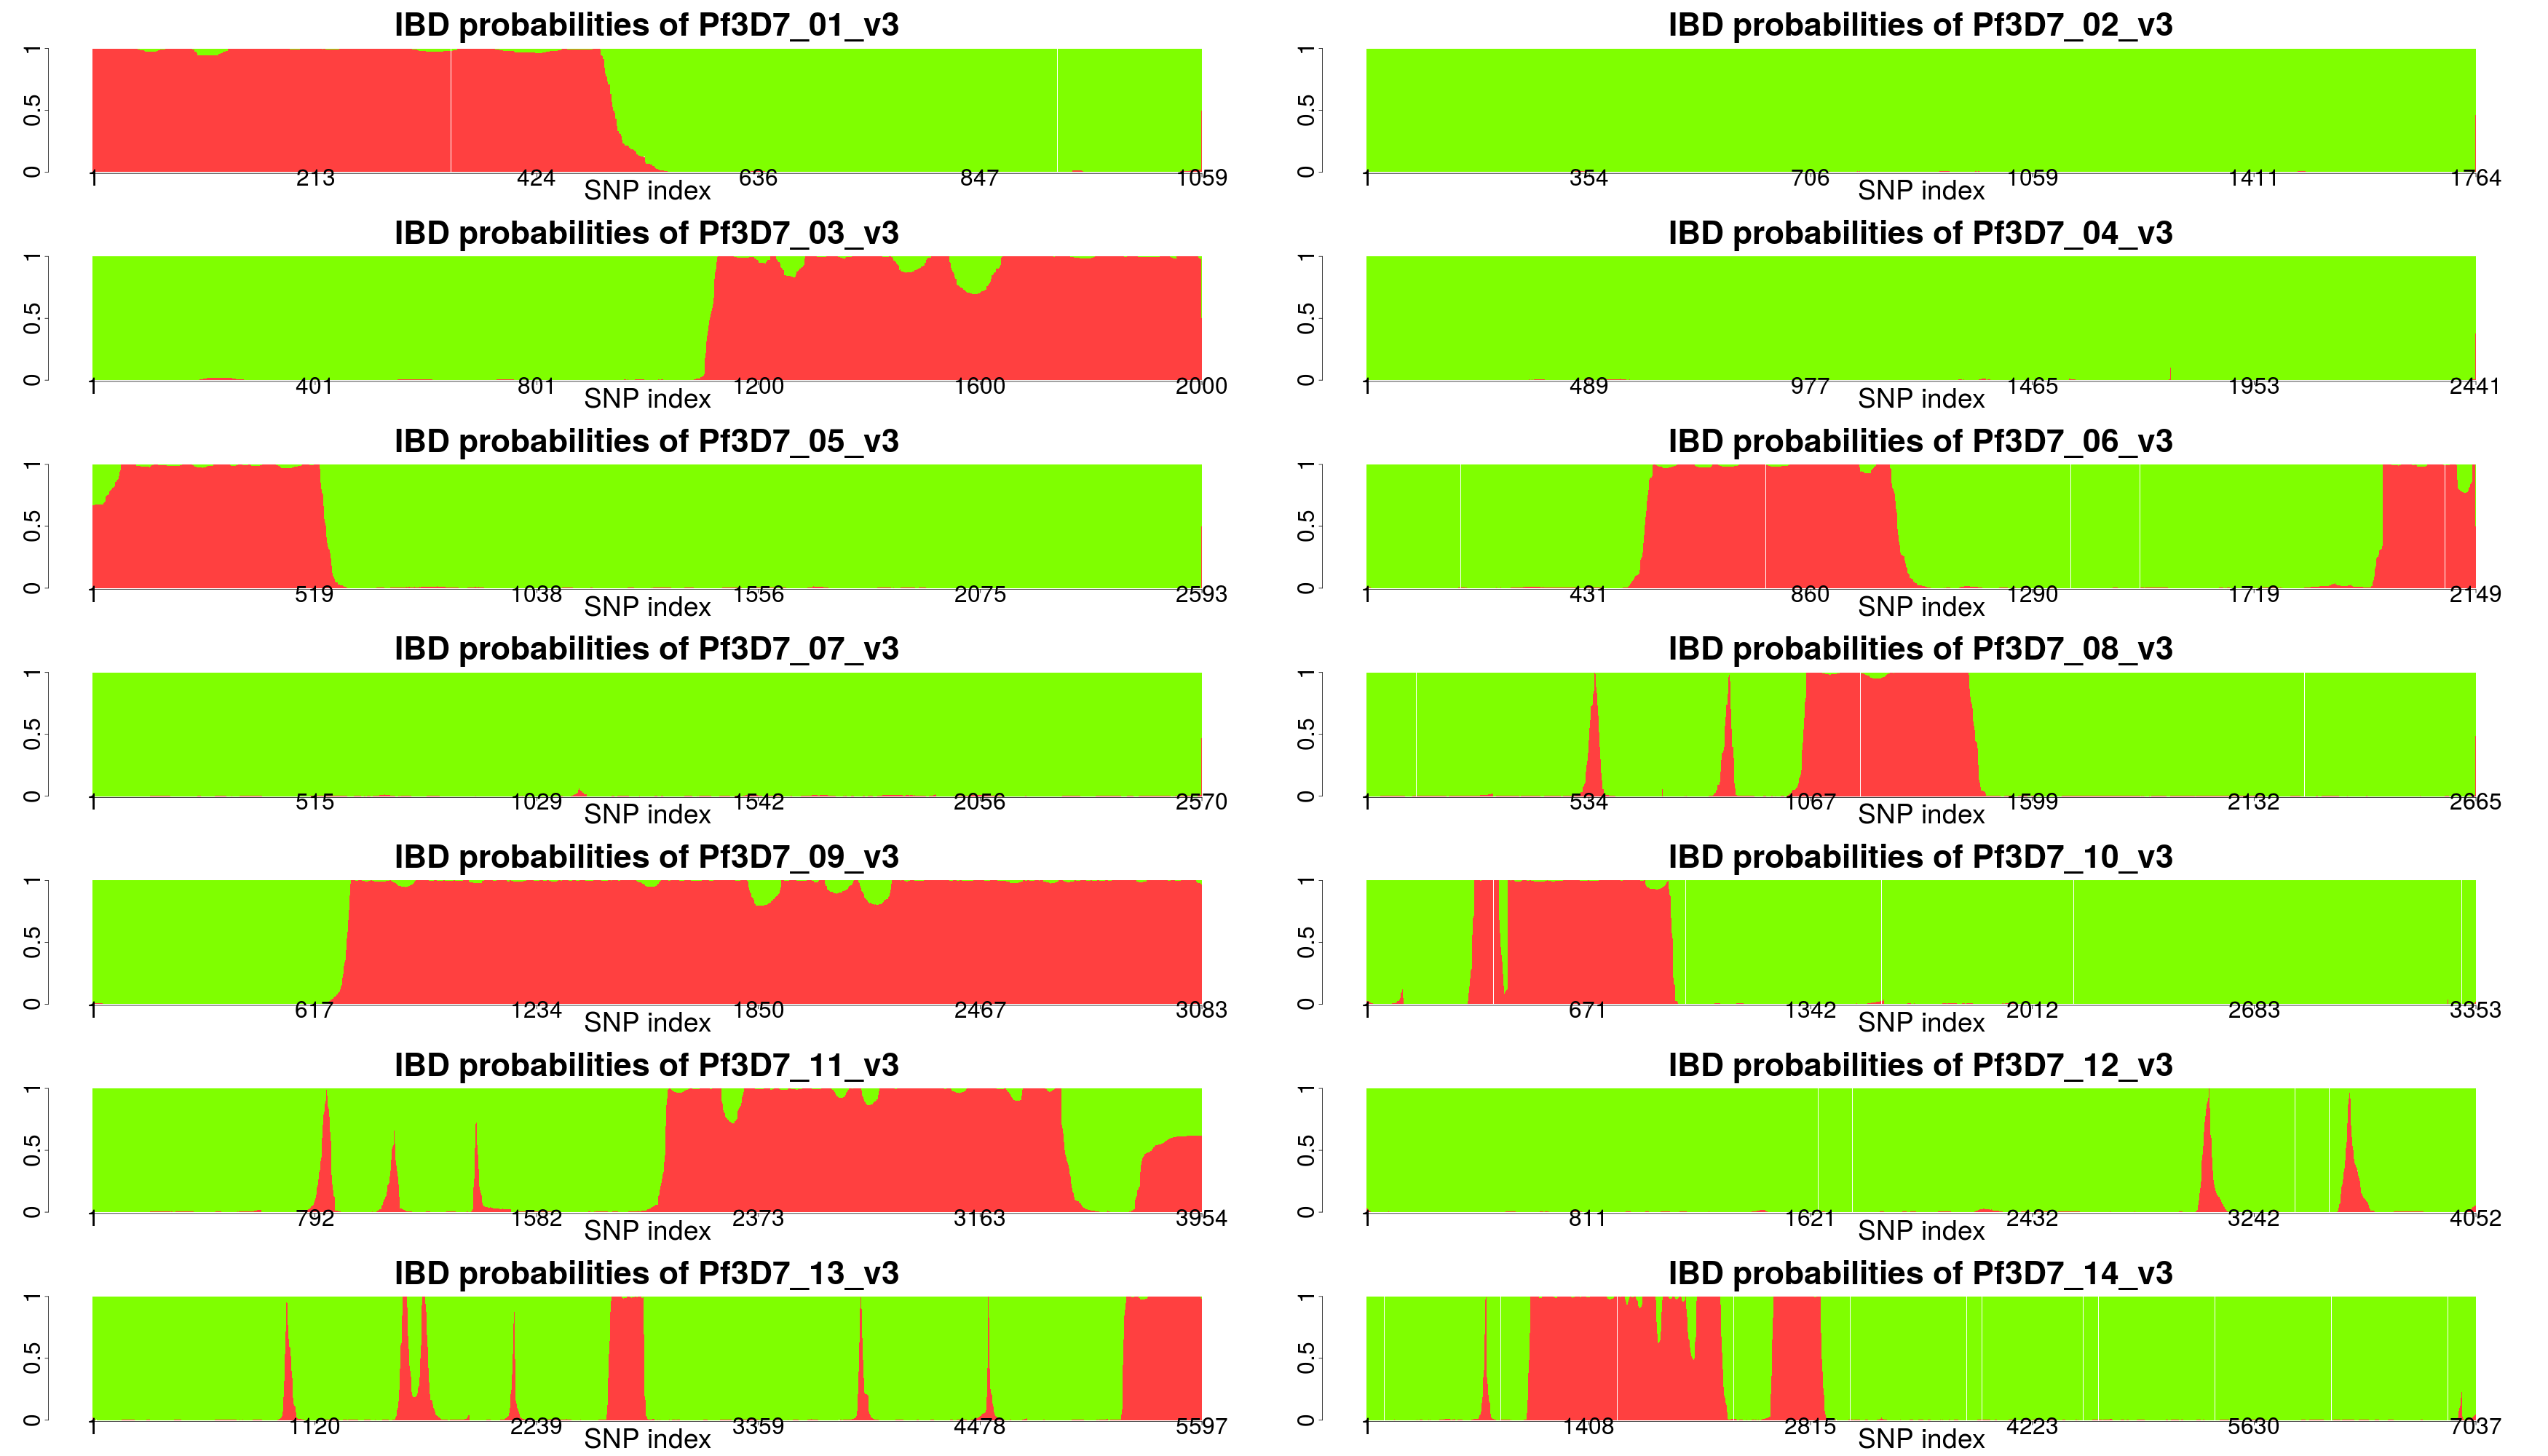 IBD probabilities of Pf3D7_01_v3
0 0.5 1
1 213 424 636 847 1059
SNP index
IBD probabilities of Pf3D7_02_v3
0 0.5 1
1 354 706 1059 1411 1764
SNP index
IBD probabilities of Pf3D7_03_v3
0 0.5 1
1 401 801 1200 1600 2000
SNP index
IBD probabilities of Pf3D7_04_v3
0 0.5 1
1 489 977 1465 1953 2441
SNP index
IBD probabilities of Pf3D7_05_v3
0 0.5 1
1 519 1038 1556 2075 2593
SNP index
IBD probabilities of Pf3D7_06_v3
0 0.5 1
1 431 860 1290 1719 2149
SNP index
IBD probabilities of Pf3D7_07_v3
0 0.5 1
1 515 1029 1542 2056 2570
SNP index
IBD probabilities of Pf3D7_08_v3
0 0.5 1
1 534 1067 1599 2132 2665
SNP index
IBD probabilities of Pf3D7_09_v3
0 0.5 1
1 617 1234 1850 2467 3083
SNP index
IBD probabilities of Pf3D7_10_v3
0 0.5 1
1 671 1342 2012 2683 3353
SNP index
IBD probabilities of Pf3D7_11_v3
0 0.5 1
1 792 1582 2373 3163 3954
SNP index
IBD probabilities of Pf3D7_12_v3
0 0.5 1
1 811 1621 2432 3242 4052
SNP index
IBD probabilities of Pf3D7_13_v3
0 0.5 1
1 1120 2239 3359 4478 5597
SNP index
IBD probabilities of Pf3D7_14_v3
0 0.5 1
1 1408 2815 4223 5630 7037
SNP index